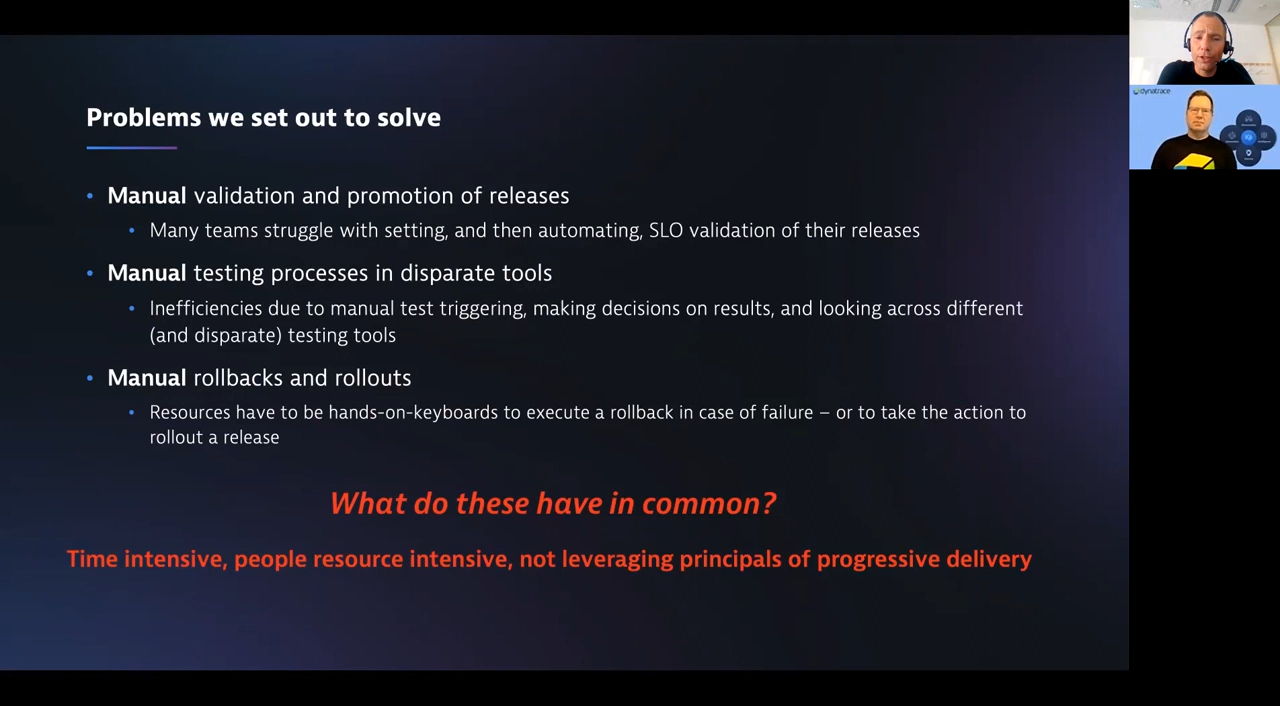 Problems we set out to solve
• Manual validation and promotion of releases
• Many teams struggle with setting, and then automating, SLO validation of their releases
• Manual testing processes in disparate tools
• Inefficiencies due to manual test triggering, making decisions on results, and looking across different
(and disparate) testing tools
• Manual rollbacks and rollouts
• Resources have to be hands-on-keyboards to execute a rollback in case of failure – or to take the action to
rollout a release
What do these have in common?
Time intensive, people resource intensive, not leveraging principals of progressive delivery
dynatrace